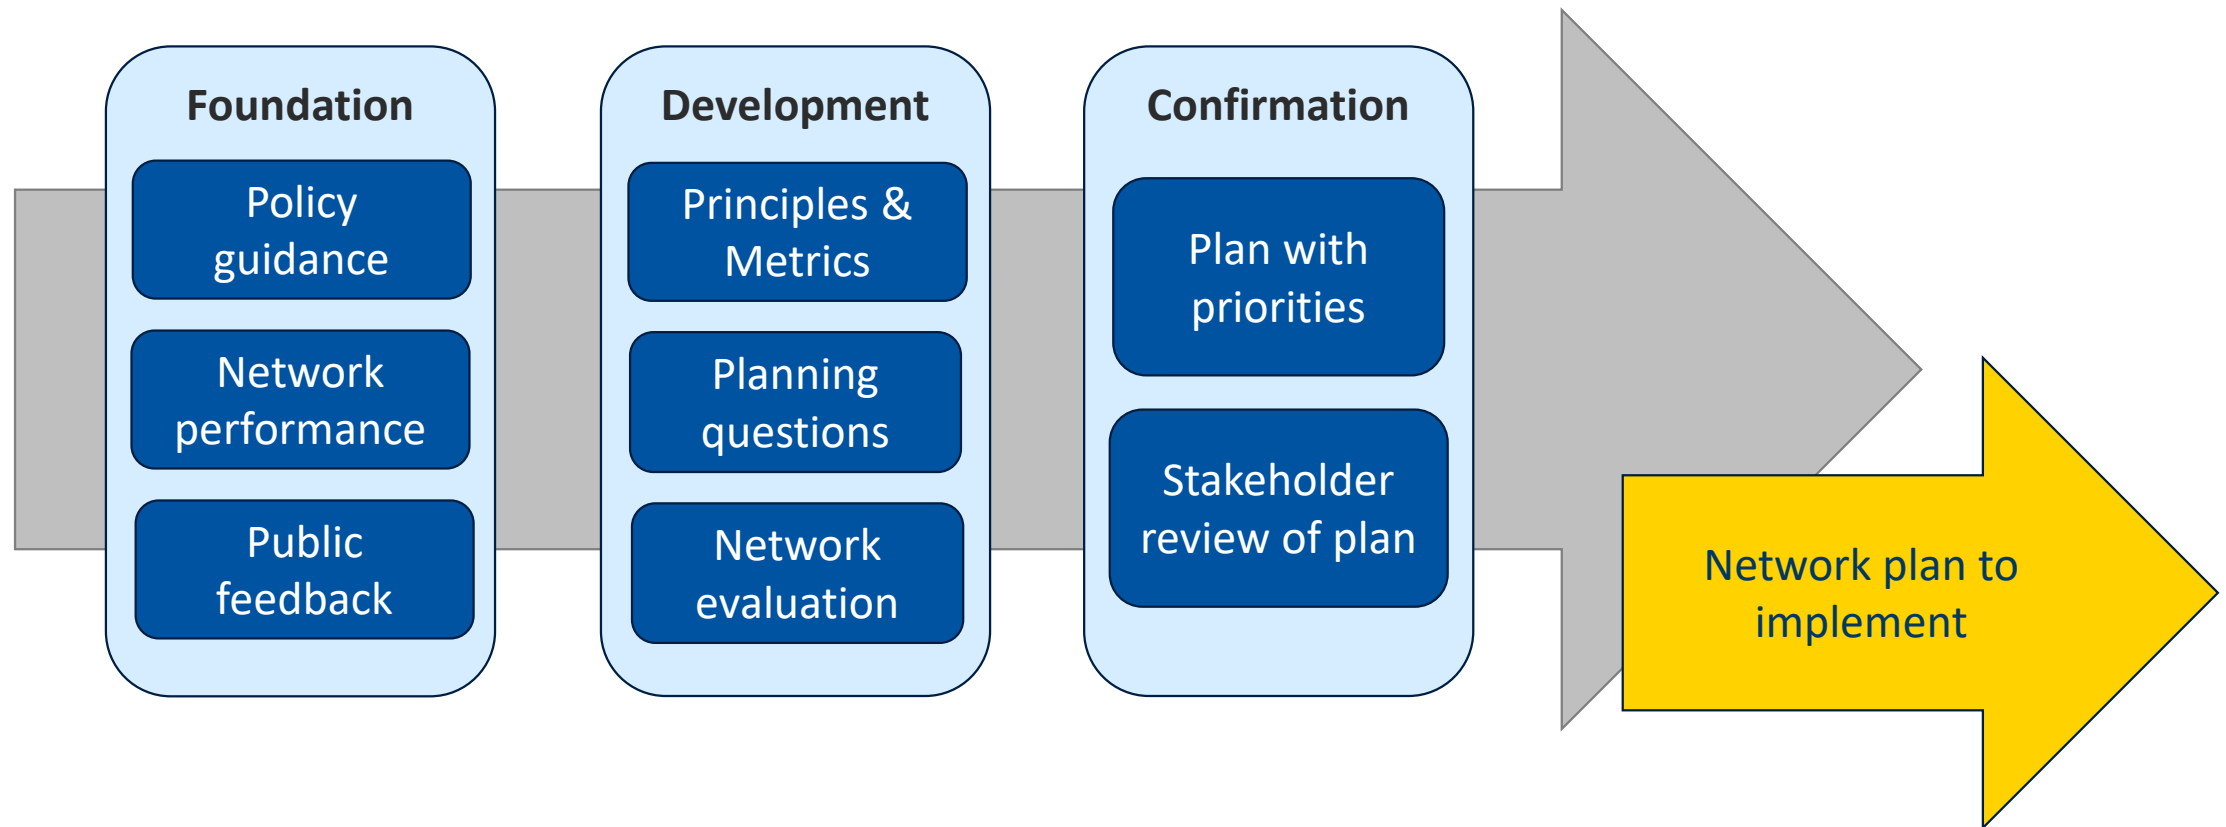 Foundation
Policy
guidance
Network
performance
Public
feedback
Development
Principles &
Metrics
Planning
questions
Network
evaluation
Confirmation
Plan with
priorities
Stakeholder
review of plan
Network plan to
implement